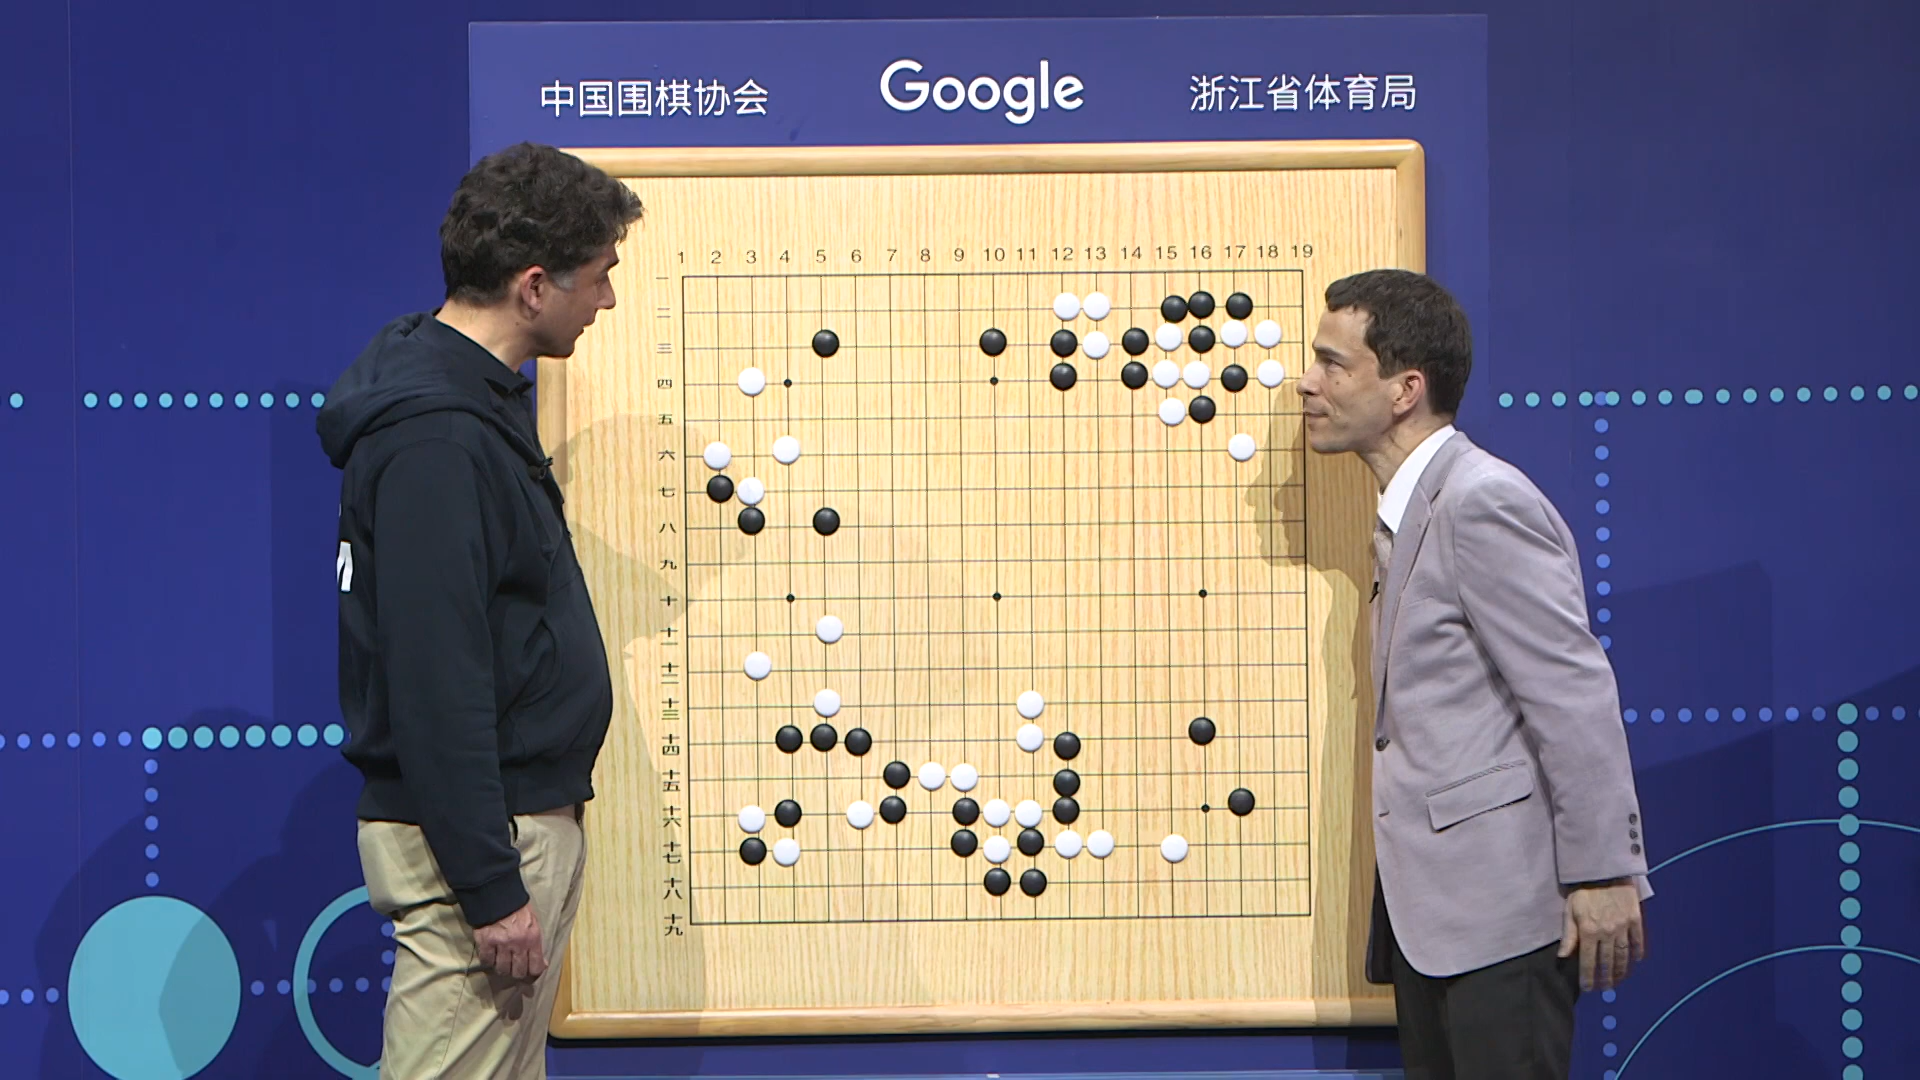 中国围棋协会
Google
浙江省体育局
1 2 3 4 5 6 7 8 9 10 11 12 13 14 15 16 17 18 19
一
二
三
四
五
六
七
八
九
十
十一
十二
十三
十四
十五
十六
十七
十八
十九